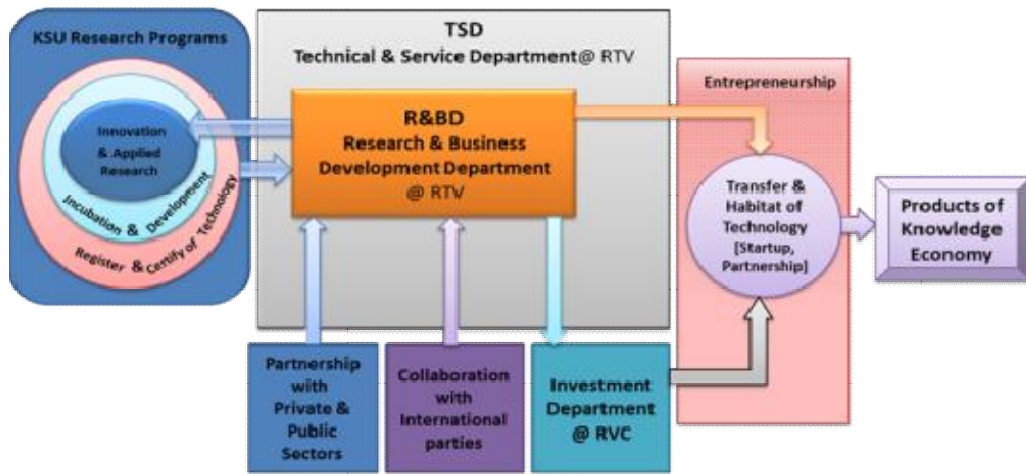 KSU Research Programs
Innovation
& Applied
Research
Incubation & Development
Register & Certify of Technology
TSD
Technical & Service Department@ RTV
R&BD
Research & Business
Development Department
@ RTV
Entrepreneurship
Transfer &
Habitat of
Technology
[Startup,
Partnership]
Products of
Knowledge
Economy
Partnership
with
Private &
Public
Sectors
Collaboration
with
International
parties
Investment
Department
@ RVC